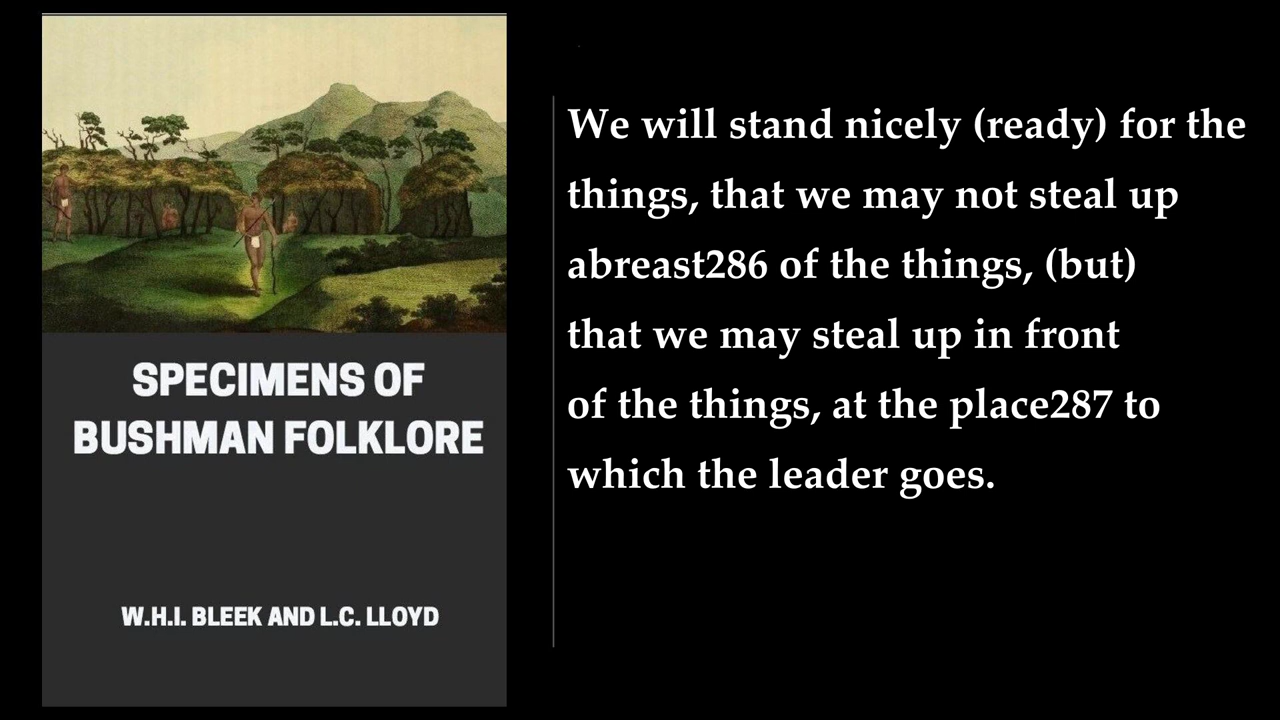 SPECIMENS OF
BUSHMAN FOLKLORE
W.H.I. BLEEK AND L.C. LLOYD
We will stand nicely (ready) for the
things, that we may not steal up
abreast286 of the things, (but)
that we may steal up in front
of the things, at the place287 to
which the leader goes.